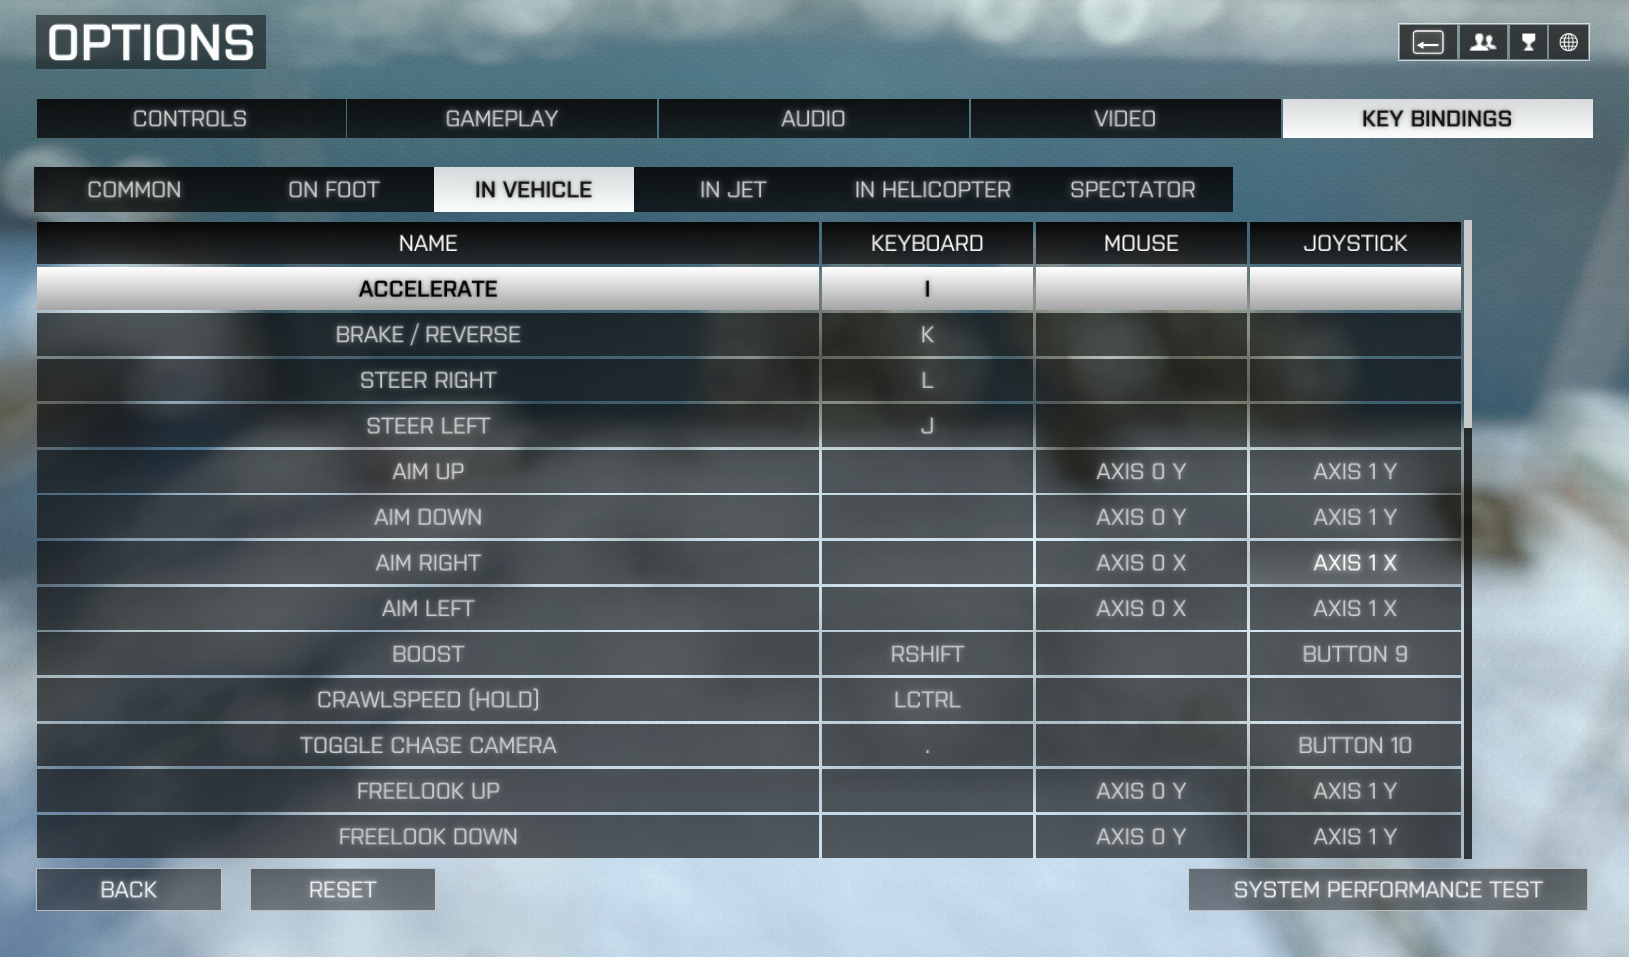 OPTIONS
CONTROLS GAMEPLAY AUDIO VIDEO KEY BINDINGS
COMMON ON FOOT IN VEHICLE IN JET IN HELICOPTER SPECTATOR
NAME KEYBOARD MOUSE JOYSTICK
ACCELERATE I
BRAKE / REVERSE K
STEER RIGHT L
STEER LEFT J
AIM UP AXIS 0 Y AXIS 1 Y
AIM DOWN AXIS 0 Y AXIS 1 Y
AIM RIGHT AXIS 0 X AXIS 1 X
AIM LEFT AXIS 0 X AXIS 1 X
BOOST RSHIFT BUTTON 9
CRAWLSPEED (HOLD) LCTRL
TOGGLE CHASE CAMERA . BUTTON 10
FREELOOK UP AXIS 0 Y AXIS 1 Y
FREELOOK DOWN AXIS 0 Y AXIS 1 Y
BACK RESET SYSTEM PERFORMANCE TEST